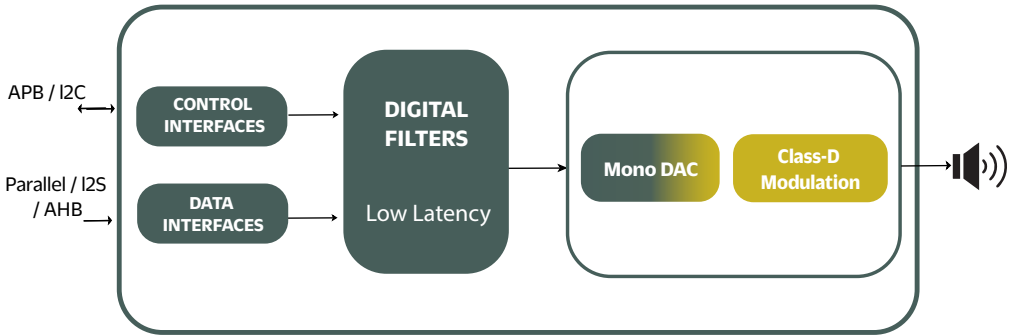 APB / I2C
CONTROL
INTERFACES
Parallel / I2S
/ AHB
DATA
INTERFACES
DIGITAL
FILTERS
Low Latency
Mono DAC
Class-D
Modulation